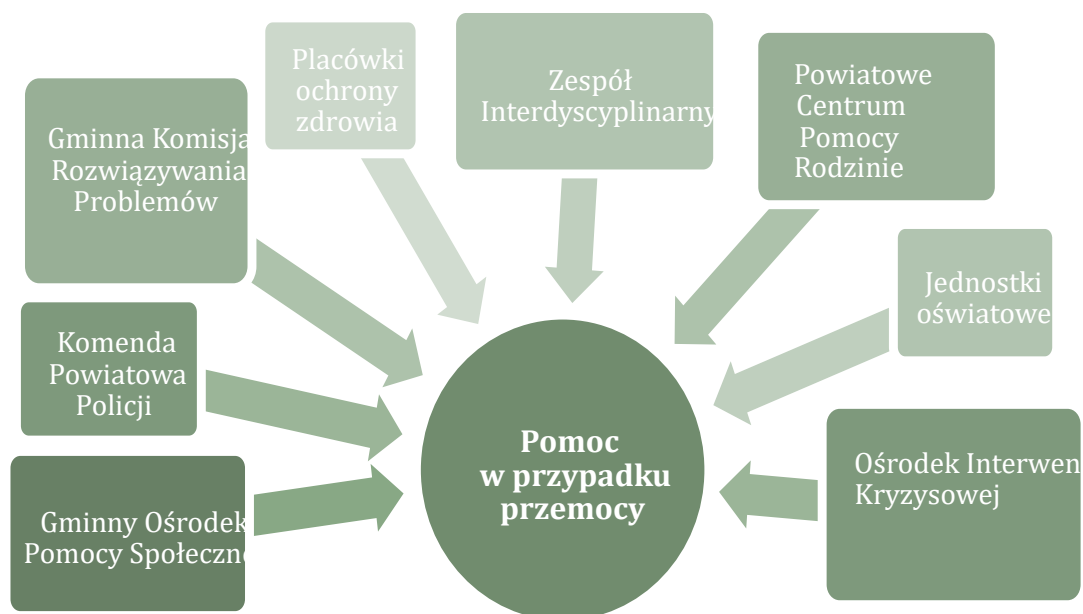 Placówki
ochrony
zdrowia
Zespół
Interdyscyplinarny
Powiatowe
Centrum
Pomocy
Rodzinie
Gminna Komisja
Rozwiązywania
Problemów
Jednostki
oświatowe
Komenda
Powiatowa
Policji
Pomoc
w przypadku
przemocy
Ośrodek Interwen
Kryzysowej
Gminny Ośrodek
Pomocy Społeczne